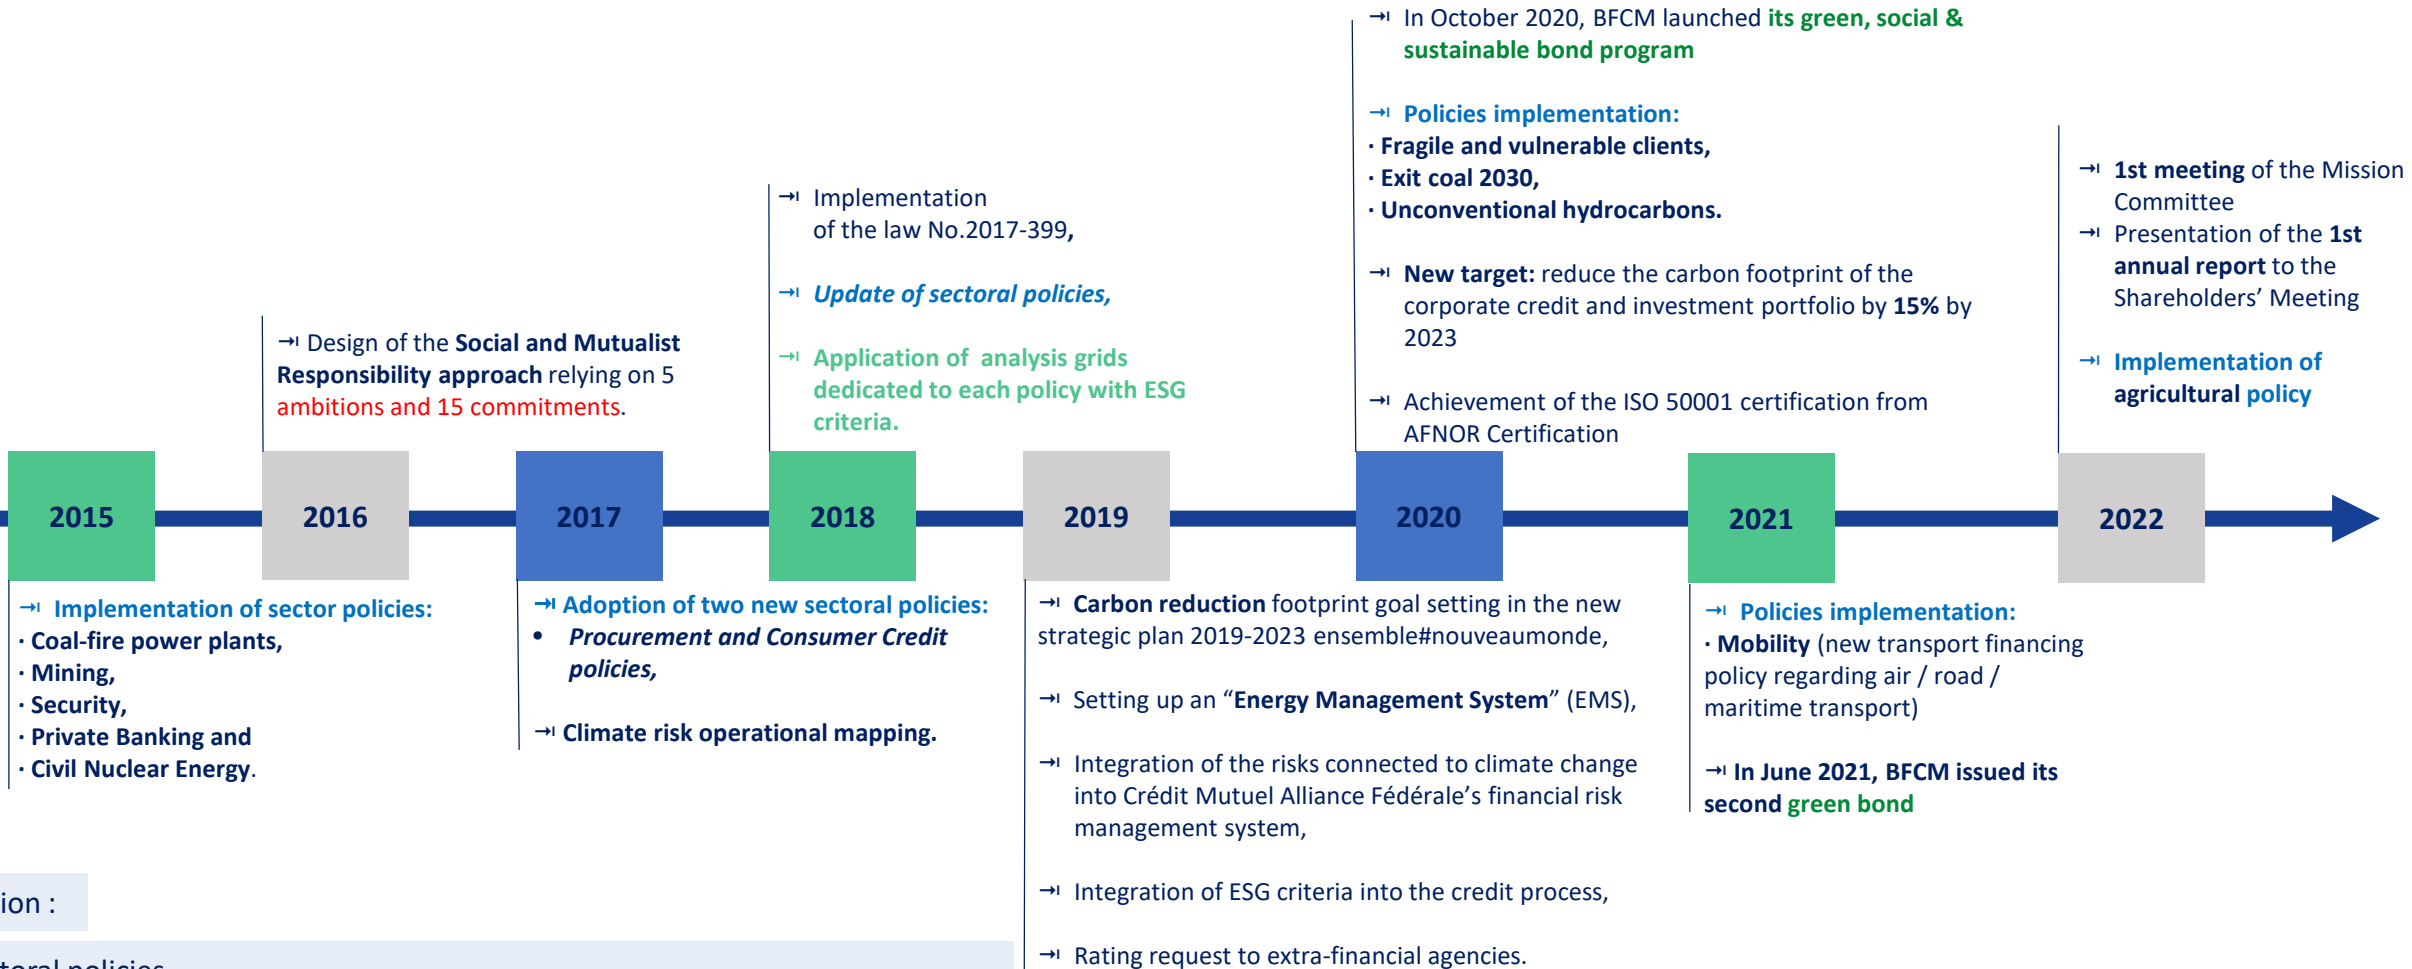 → In October 2020, BFCM launched its green, social &
sustainable bond program
→ Policies implementation:
· Fragile and vulnerable clients,
· Exit coal 2030,
· Unconventional hydrocarbons.
→ New target: reduce the carbon footprint of the
corporate credit and investment portfolio by 15% by
2023
→ Achievement of the ISO 50001 certification from
AFNOR Certification
→ 1st meeting of the Mission
Committee
→ Presentation of the 1st
annual report to the
Shareholders’ Meeting
→ Implementation of
agricultural policy
→ Implementation
of the law No.2017-399,
→ Update of sectoral policies,
→ Application of analysis grids
dedicated to each policy with ESG
criteria.
→ Design of the Social and Mutualist
Responsibility approach relying on 5
ambitions and 15 commitments.
2015
2016
2017
2018
2019
2020
2021
2022
→ Implementation of sector policies:
· Coal-fire power plants,
· Mining,
· Security,
· Private Banking and
· Civil Nuclear Energy.
→ Adoption of two new sectoral policies:
• Procurement and Consumer Credit
policies,
→ Climate risk operational mapping.
→ Carbon reduction footprint goal setting in the new
strategic plan 2019-2023 ensemble#nouveaumonde,
→ Setting up an “Energy Management System” (EMS),
→ Integration of the risks connected to climate change
into Crédit Mutuel Alliance Fédérale’s financial risk
management system,
→ Integration of ESG criteria into the credit process,
→ Rating request to extra-financial agencies.
→ Policies implementation:
· Mobility (new transport financing
policy regarding air / road /
maritime transport)
→ In June 2021, BFCM issued its
second green bond
ion :
toral policies